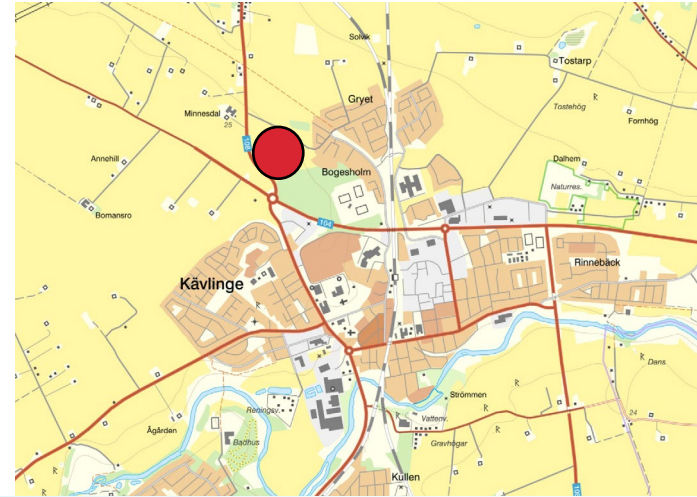 Solvik
Tostarp
Gryet
Tostehög
R
Minnesdal
25
Fornhög
108
Annehill
Bogesholm
Dalhem
Naturres.
Bomansro
104
Rinnebäck
Kävlinge
R
R
R
Dans
R
Strömmen
R
Reningsv.
Vattenv.
24
Ågården
Badhus
Gravhögar
Kullen